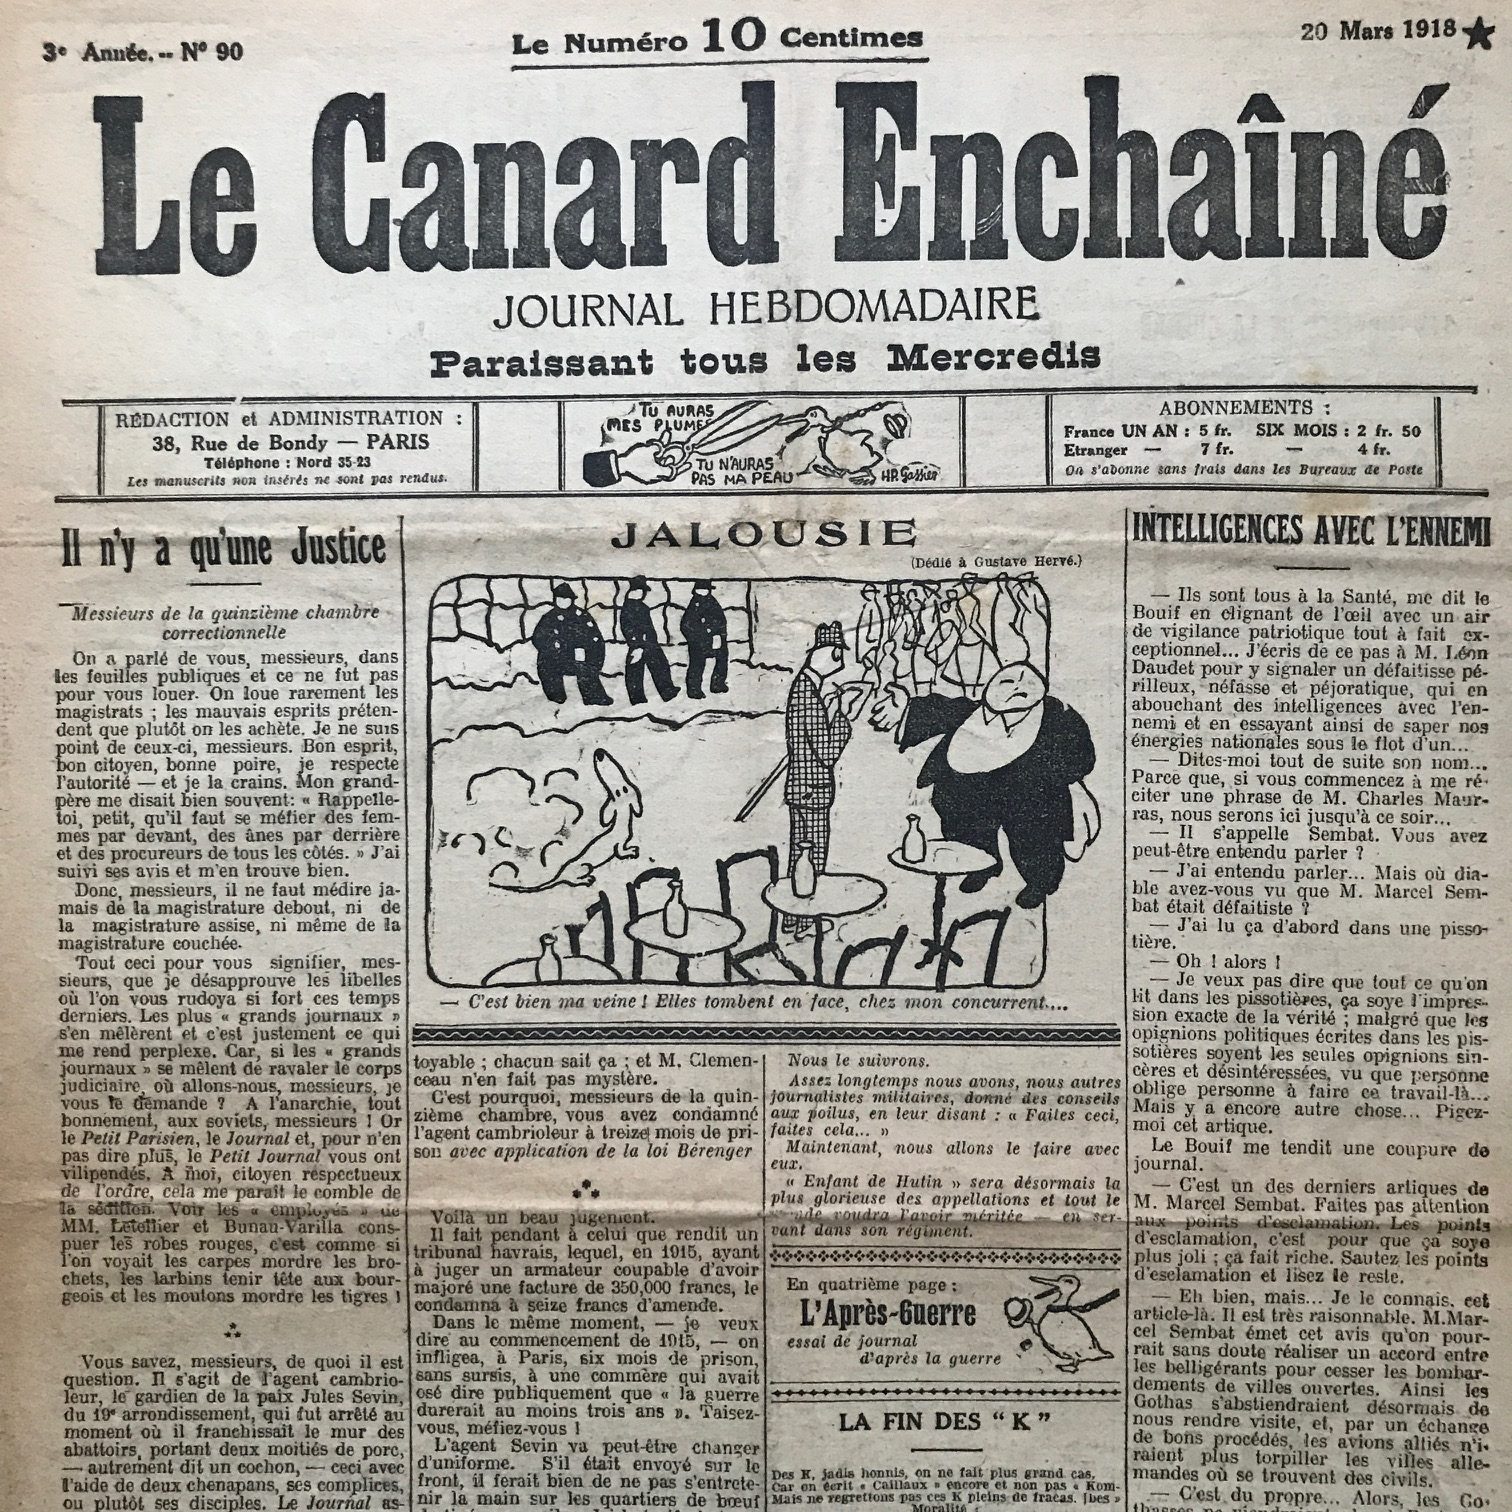 3e Année. -- No 90
Le Numéro 10 Centimes
20 Mars 1918
Le Canard Enchaîné
JOURNAL HEBDOMADAIRE
Paraissant tous les Mercredis
RÉDACTION et ADMINISTRATION :
38, Rue de Bondy — PARIS
Téléphone : Nord 35-23
Les manuscrits non insérés ne sont pas rendus.
TU AURAS
MES PLUMES
TU N'AURAS
PAS MA PEAU
H.P. Gassier
ABONNEMENTS :
France UN AN : 5 fr. SIX MOIS : 2 fr. 50
Etranger — 7 fr. — 4 fr.
On s'abonne sans frais dans les Bureaux de Poste
Il n'y a qu'une Justice
Messieurs de la quinzième chambre
correctionnelle
On a parlé de vous, messieurs, dans
les feuilles publiques et ce ne fut pas
pour vous louer. On loue rarement les
magistrats ; les mauvais esprits préten-
dent que plutôt on les achète. Je ne suis
point de ceux-ci, messieurs. Bon esprit,
bon citoyen, bonne poire, je respecte
l'autorité — et je la crains. Mon grand-
père me disait bien souvent: « Rappelle-
toi, petit, qu'il faut se méfier des fem-
mes par devant, des ânes par derrière
et des procureurs de tous les côtés. » J'ai
suivi ses avis et m'en trouve bien.
Donc, messieurs, il ne faut médire ja-
mais de la magistrature debout, ni de
la magistrature assise, ni même de la
magistrature couchée.
Tout ceci pour vous signifier, mes-
sieurs, que je désapprouve les libelles
où l'on vous rudoya si fort ces temps
derniers. Les plus « grands journaux »
s'en mêlèrent et c'est justement ce qui
me rend perplexe. Car, si les « grands
journaux » se mêlent de ravaler le corps
judiciaire, où allons-nous, messieurs, je
vous le demande ? A l'anarchie, tout
bonnement, aux soviets, messieurs ! Or
le Petit Parisien, le Journal et, pour n'en
pas dire plus, le Petit Journal vous ont
vilipendés. A moi, citoyen respectueux
de l'ordre, cela me paraît le comble de
la sédition. Voir les « employés » de
MM. Letellier et Bunau-Varilla cons-
puer les robes rouges, c'est comme si
l'on voyait les carpes mordre les bro-
chets, les larbins tenir tête aux bour-
geois et les moutons mordre les tigres !
Vous savez, messieurs, de quoi il est
question. Il s'agit de l'agent cambrio-
leur, le gardien de la paix Jules Sevin,
du 19e arrondissement, qui fut arrêté au
moment où il franchissait le mur des
abattoirs, portant deux moitiés de porc,
— autrement dit un cochon, — ceci avec
l'aide de deux chenapans, ses complices,
ou plutôt ses disciples. Le Journal as-
JALOUSIE
(Dédié à Gustave Hervé.)
— C'est bien ma veine ! Elles tombent en face, chez mon concurrent....
toyable ; chacun sait ça ; et M. Clemen-
ceau n'en fait pas mystère.
C'est pourquoi, messieurs de la quin-
zième chambre, vous avez condamné
l'agent cambrioleur à treize mois de pri-
son avec application de la loi Bérenger
Voilà un beau jugement.
Il fait pendant à celui que rendit un
tribunal havrais, lequel, en 1915, ayant
à juger un armateur coupable d'avoir
majoré une facture de 350,000 francs, le
condamna à seize francs d'amende.
Dans le même moment, — je veux
dire au commencement de 1915, — on
infligea, à Paris, six mois de prison,
sans sursis, à une commère qui avait
osé dire publiquement que « la guerre
durerait au moins trois ans ». Taisez-
vous, méfiez-vous !
L'agent Sevin va peut-être changer
d'uniforme. S'il était envoyé sur le
front, il ferait bien de ne pas s'entrete-
nir la main sur les quartiers de bœuf
Nous le suivrons.
Assez longtemps nous avons, nous autres
journalistes militaires, donné des conseils
aux poilus, en leur disant : « Faites ceci,
faites cela... »
Maintenant, nous allons le faire avec
eux.
« Enfant de Hutin » sera désormais la
plus glorieuse des appellations et tout le
voudra l'avoir méritée — en ser-
vant dans son régiment.
En quatrième page :
L'Après-Guerre
essai de journal
d'après la guerre
LA FIN DES "K"
Des K, jadis honnis, on ne fait plus grand cas,
Car on écrit « Caillaux » encore et non pas « Kom-
Mais ne regretions pas ces K pleins de fracas. [bes »
Moralité :
INTELLIGENCES AVEC L'ENNEMI
— Ils sont tous à la Santé, me dit le
Bouif en clignant de l'œil avec un air
de vigilance patriotique tout à fait ex-
ceptionnel... J'écris de ce pas à M. Léon
Daudet pour y signaler un défaitisse pé-
rilleux, néfasse et péjoratique, qui en
abouchant des intelligences avec l'en-
nemi et en essayant ainsi de saper nos
énergies nationales sous le flot d'un...
— Dites-moi tout de suite son nom...
Parce que, si vous commencez à me ré-
citer une phrase de M. Charles Maur-
ras, nous serons ici jusqu'à ce soir...
— Il s'appelle Sembat. Vous avez
peut-être entendu parler ?
— J'ai entendu parler... Mais où dia-
ble avez-vous vu que M. Marcel Sem-
bat était défaitiste ?
— J'ai lu ça d'abord dans une pisso-
tière.
— Oh ! alors !
— Je veux pas dire que tout ce qu'on
lit dans les pissotières, ça soye l'impres-
sion exacte de la vérité ; malgré que les
opignions politiques écrites dans les pis-
sotières soyent les seules opignions sin-
cères et désintéressées, vu que personne
oblige personne à faire ce travail-là...
Mais y a encore autre chose... Pigez-
moi cet artique.
Le Bouif me tendit une coupure de
journal.
— C'est un des derniers artiques de
M. Marcel Sembat. Faites pas attention
aux points d'esclamation. Les points
d'esclamation, c'est pour que ça soye
plus joli ; ça fait riche. Sautez les points
d'esclamation et lisez le reste.
— Eh bien, mais... Je le connais, cet
article-là. Il est très raisonnable. M.Mar-
cel Sembat émet cet avis qu'on pour-
rait sans doute réaliser un accord entre
les belligérants pour cesser les bombar-
dements de villes ouvertes. Ainsi les
Gothas s'abstiendraient désormais de
nous rendre visite, et, par un échange
de bons procédés, les avions alliés n'i-
raient plus torpiller les villes alle-
mandes où se trouvent des civils.
— C'est du propre... Alors, les Go-